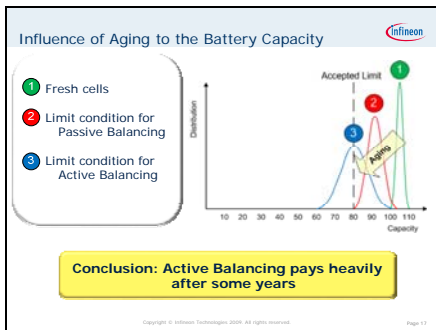 Influence of Aging to the Battery Capacity
infineon
1 Fresh cells
2 Limit condition for
Passive Balancing
3 Limit condition for
Active Balancing
Accepted Limit
1
2
3
Aging
Distribution
10 20 30 40 50 60 70 80 90 100 110
Capacity
Conclusion: Active Balancing pays heavily
after some years
Copyright © Infineon Technologies 2009. All rights reserved.
Page 17